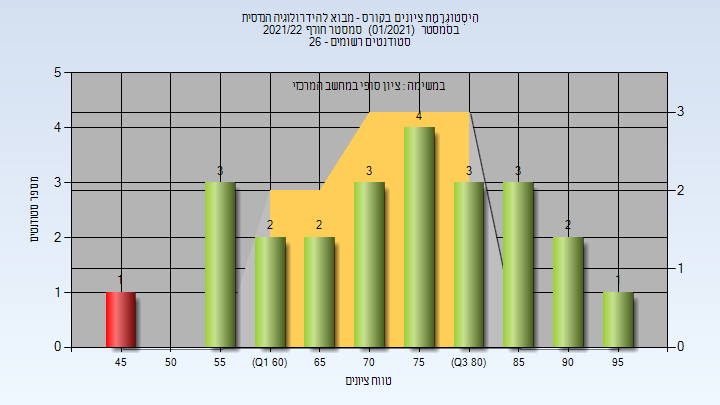 הִיסְטוֹגְרָמַת ציונים בקורס - מבוא להידרולוגיה הנדסית
בסמסטר (01/2021) סמסטר חורף 2021/22
סטודנטים רשומים - 26
במשימה : ציון סופי במחשב המרכזי
מספר סטודנטים
5
4
3
2
1
0
3
2
1
0
1
3
2
2
3
4
3
3
2
1
45 50 55 (Q1 60) 65 70 75 (Q3 80) 85 90 95
טווח ציונים